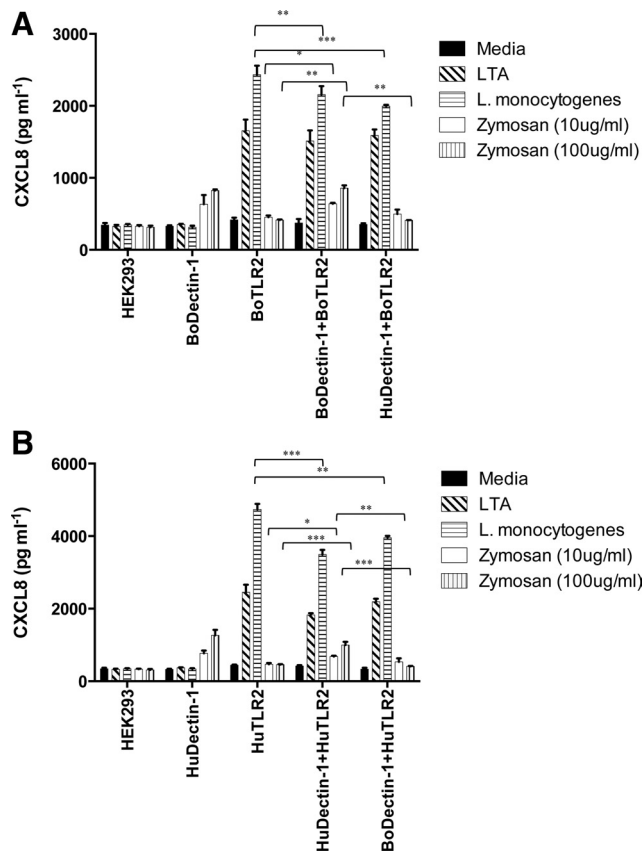 A
CXCL8 (pg ml-1)
3000
2000
1000
0
**
***
*
**
**
HEK293
BoDectin-1
BoTLR2
BoDectin-1+BoTLR2
HuDectin-1+BoTLR2
Media
LTA
L. monocytogenes
Zymosan (10ug/ml)
Zymosan (100ug/ml)
B
CXCL8 (pg ml-1)
6000
4000
2000
0
***
**
*
**
***
***
HEK293
HuDectin-1
HuTLR2
HuDectin-1+HuTLR2
BoDectin-1+HuTLR2
Media
LTA
L. monocytogenes
Zymosan (10ug/ml)
Zymosan (100ug/ml)